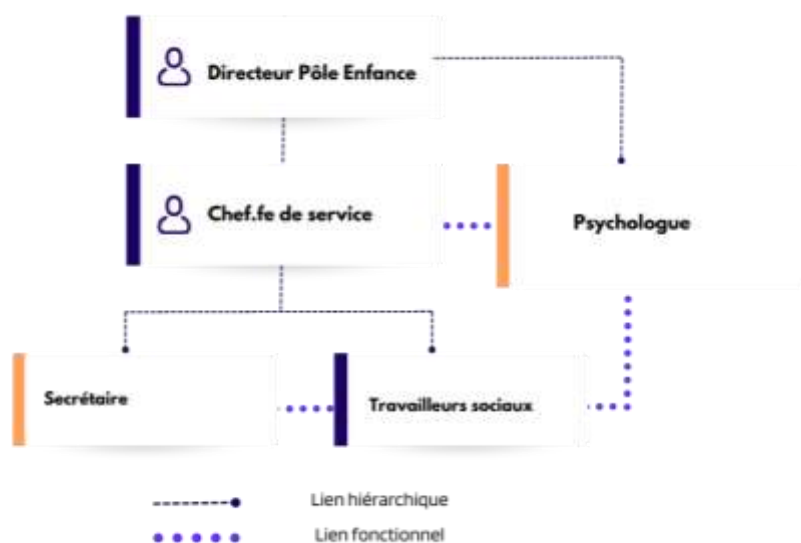 Directeur Pôle Enfance
Chef.fe de service
Psychologue
Secrétaire
Travailleurs sociaux
Lien hiérarchique
Lien fonctionnel